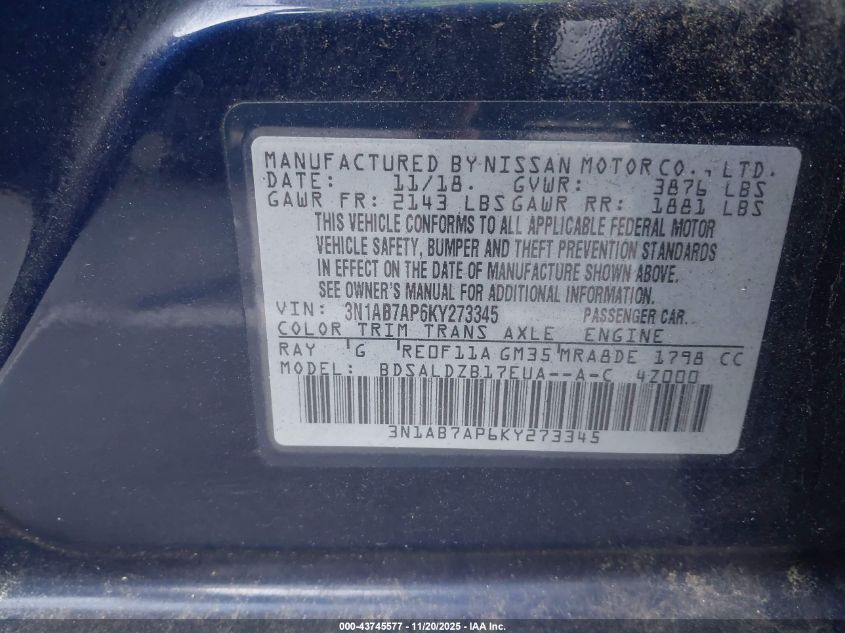 MANUFACTURED BY NISSAN MOTOR CO., LTD.
DATE: 11/18. GVWR: 3876 LBS
GAWR FR: 2143 LBS GAWR RR: 1881 LBS
THIS VEHICLE CONFORMS TO ALL APPLICABLE FEDERAL MOTOR
VEHICLE SAFETY, BUMPER AND THEFT PREVENTION STANDARDS
IN EFFECT ON THE DATE OF MANUFACTURE SHOWN ABOVE.
SEE OWNER'S MANUAL FOR ADDITIONAL INFORMATION.
VIN: 3N1AB7AP6KY273345 PASSENGER CAR.
COLOR TRIM TRANS AXLE ENGINE
RAY G RE0F11A GM35 MRA8DE 1798 CC
MODEL: BDSALDZB17EUA--A-C 4Z000
3N1AB7AP6KY273345
000-43745577 - 11/20/2025 - IAA Inc.